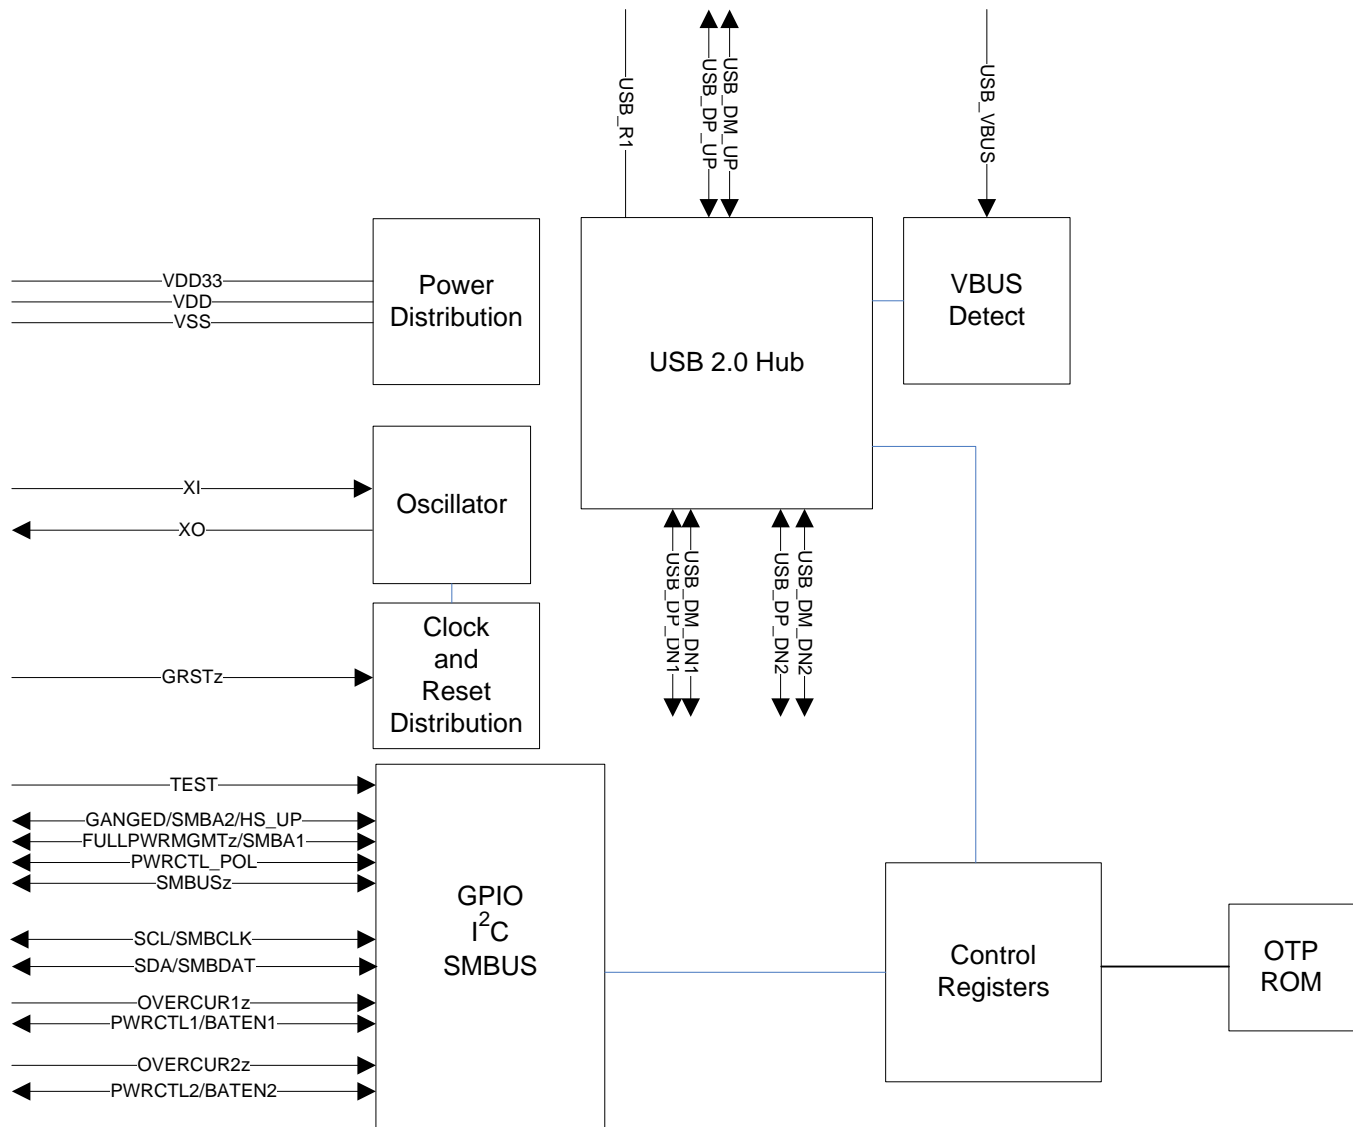 USB_R1
USB_DP_UP
USB_DM_UP
USB_VBUS
VDD33
VDD
VSS
Power
Distribution
USB 2.0 Hub
VBUS
Detect
XI
XO
Oscillator
GRSTz
Clock
and
Reset
Distribution
USB_DP_DN1
USB_DM_DN1
USB_DP_DN2
USB_DM_DN2
TEST
GANGED/SMBA2/HS_UP
FULLPWRMGMTz/SMBA1
PWRCTL_POL
SMBUSz
SCL/SMBCLK
SDA/SMBDAT
OVERCUR1z
PWRCTL1/BATEN1
OVERCUR2z
PWRCTL2/BATEN2
GPIO
I²C
SMBUS
Control
Registers
OTP
ROM